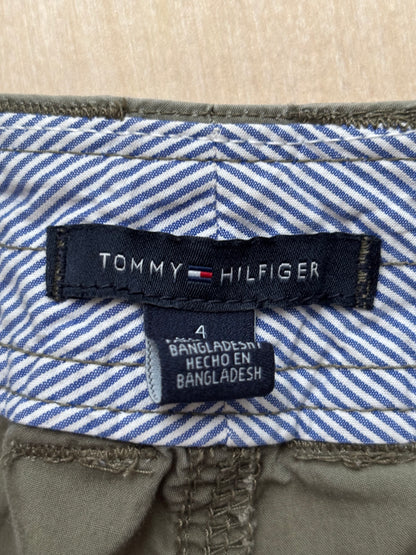 TOMMY HILFIGER
4
BANGLADESH
HECHO EN
BANGLADESH